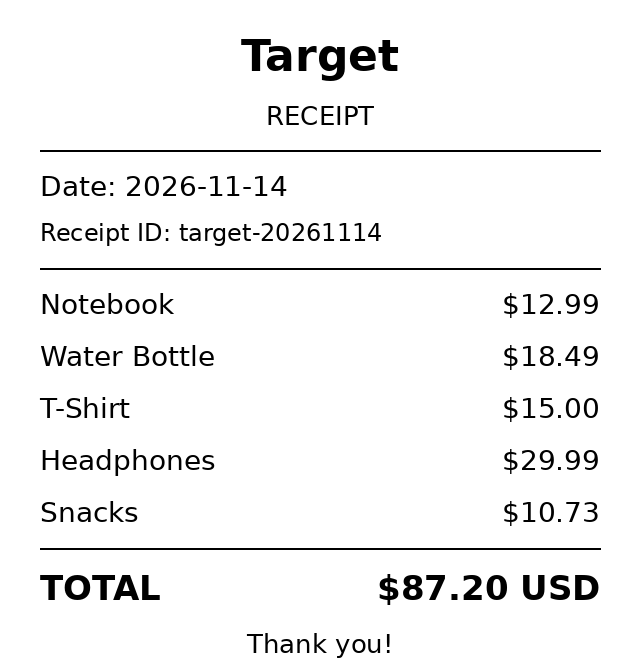 Target
RECEIPT
Date: 2026-11-14
Receipt ID: target-20261114
Notebook $12.99
Water Bottle $18.49
T-Shirt $15.00
Headphones $29.99
Snacks $10.73
TOTAL $87.20 USD
Thank you!